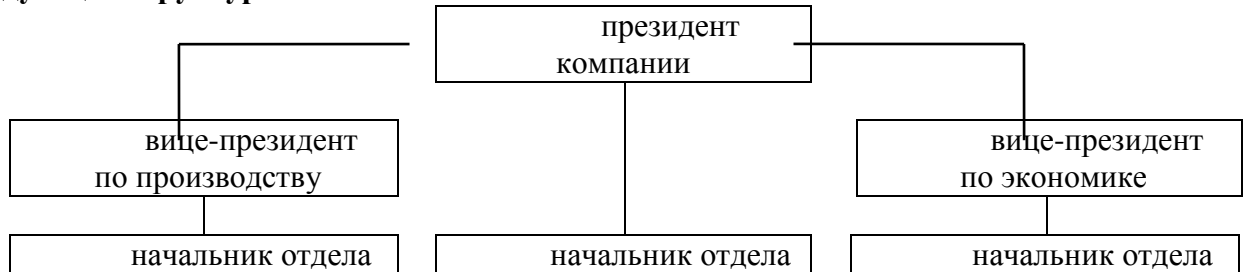 президент
компании
вице-президент
по производству
вице-президент
по экономике
начальник отдела
начальник отдела
начальник отдела